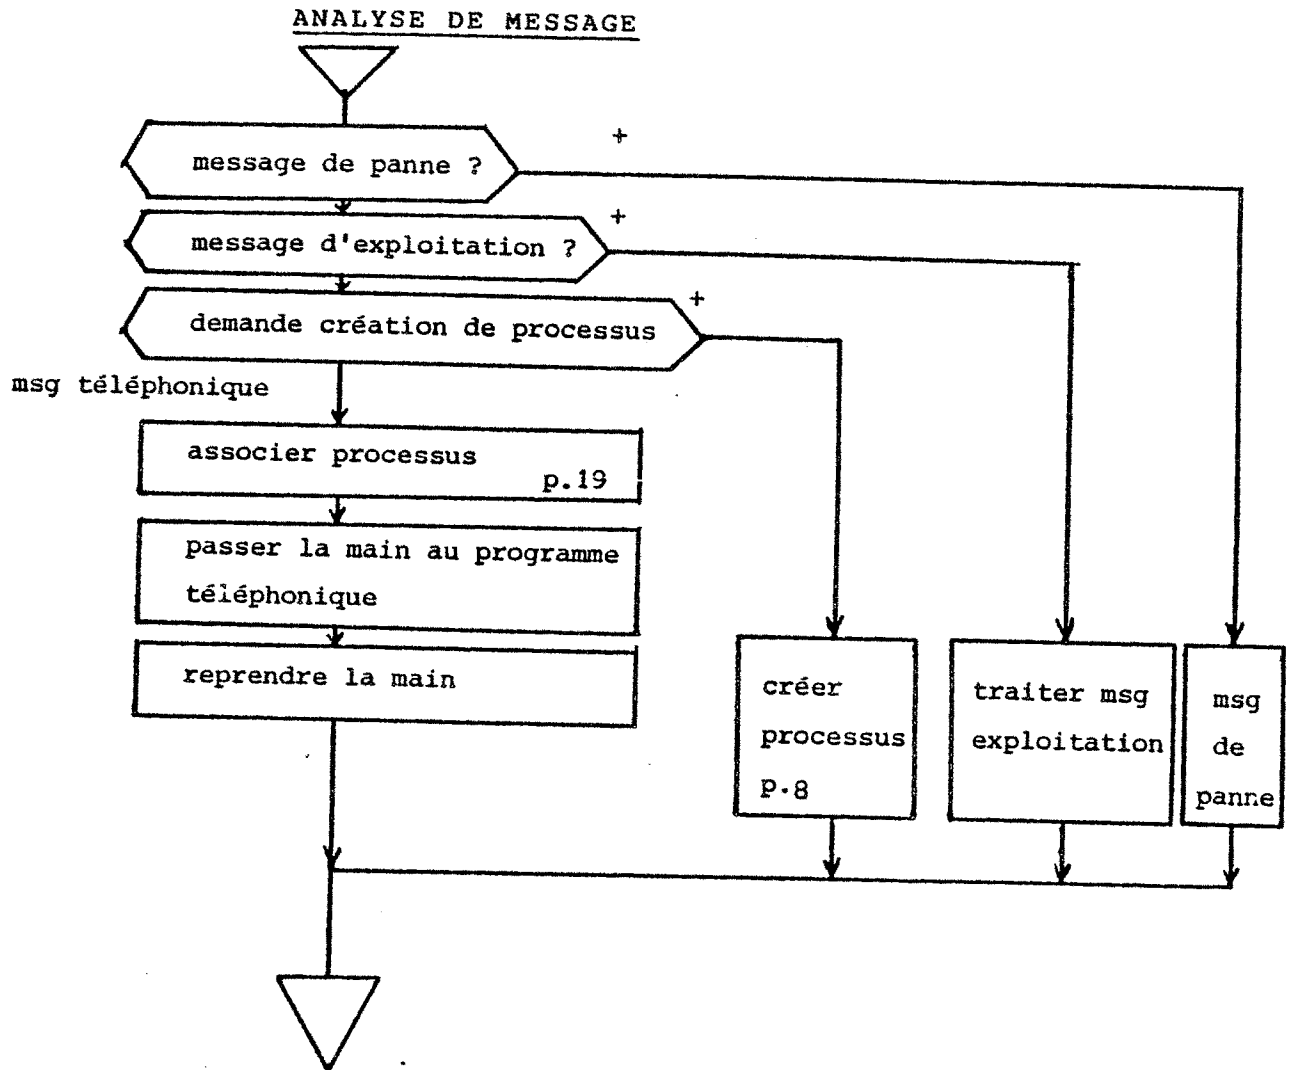 ANALYSE DE MESSAGE
+
message de panne ?
+
message d'exploitation ?
+
demande création de processus
msg téléphonique
associer processus
p.19
passer la main au programme
téléphonique
reprendre la main
créer
processus
p.8
traiter msg
exploitation
msg
de
panne